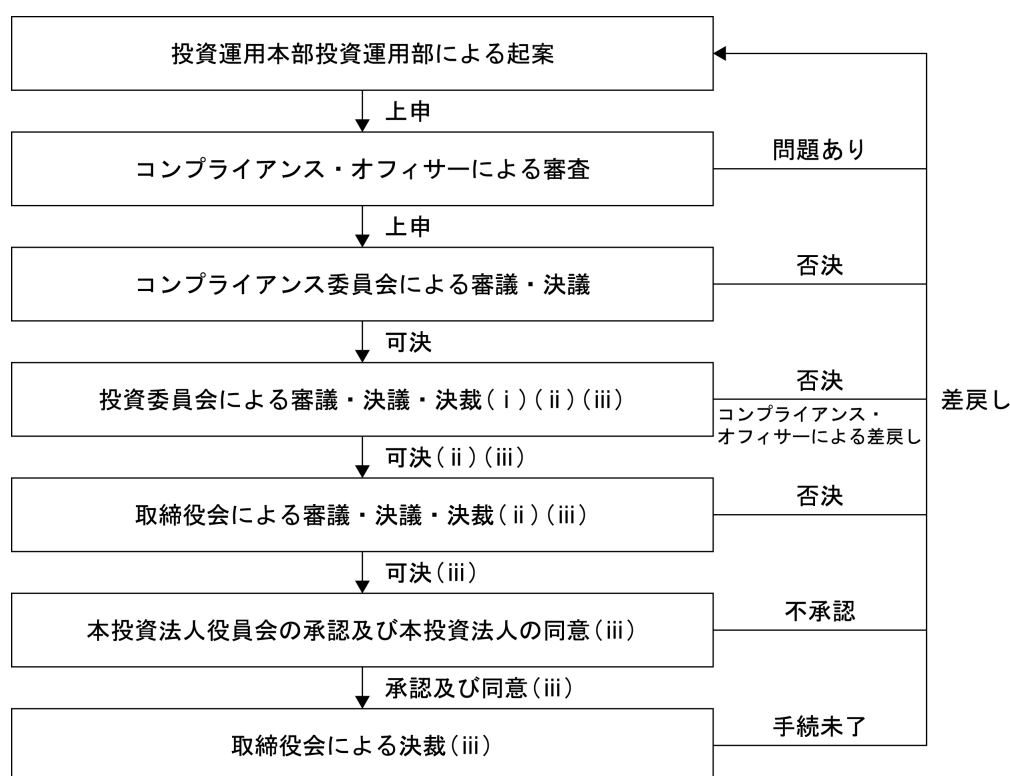 投資運用本部投資運用部による起案
上申
コンプライアンス・オフィサーによる審査
問題あり
上申
コンプライアンス委員会による審議・決議
否決
可決
投資委員会による審議・決議・決裁(ⅰ)(ⅱ)(ⅲ)
否決
コンプライアンス・
オフィサーによる差戻し
差戻し
可決(ⅱ)(ⅲ)
取締役会による審議・決議・決裁(ⅱ)(ⅲ)
否決
可決(ⅲ)
本投資法人役員会の承認及び本投資法人の同意(ⅲ)
不承認
承認及び同意(ⅲ)
取締役会による決裁(ⅲ)
手続未了